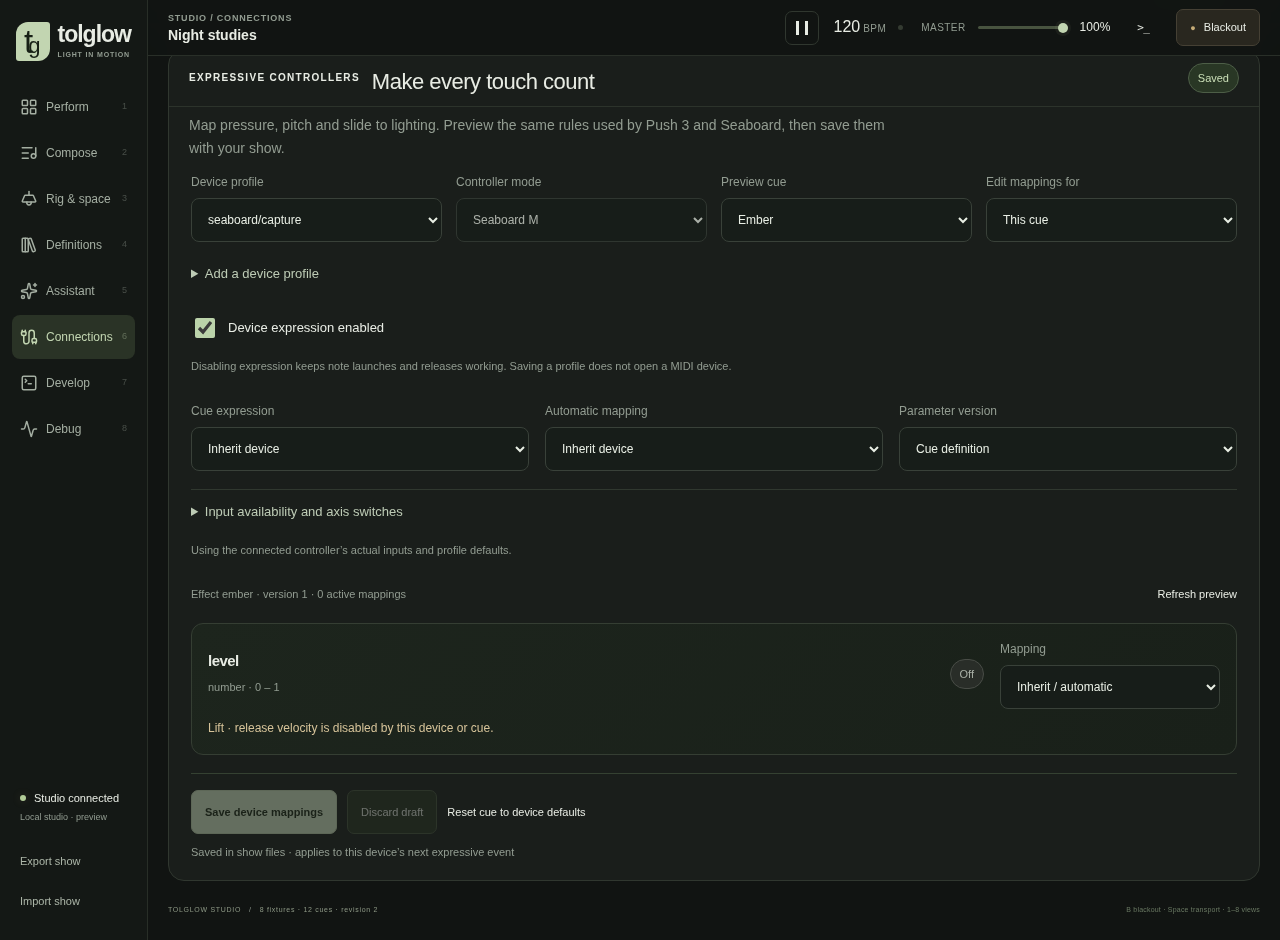 tg tolglow
LIGHT IN MOTION
Perform 1
Compose 2
Rig & space 3
Definitions 4
Assistant 5
Connections 6
Develop 7
Debug 8
Studio connected
Local studio · preview
Export show
Import show
STUDIO / CONNECTIONS
Night studies
120 BPM
MASTER
100%
>_
Blackout
EXPRESSIVE CONTROLLERS
Make every touch count
Saved
Map pressure, pitch and slide to lighting. Preview the same rules used by Push 3 and Seaboard, then save them
with your show.
Device profile Controller mode Preview cue Edit mappings for
seaboard/capture Seaboard M Ember This cue
Add a device profile
Device expression enabled
Disabling expression keeps note launches and releases working. Saving a profile does not open a MIDI device.
Cue expression Automatic mapping Parameter version
Inherit device Inherit device Cue definition
Input availability and axis switches
Using the connected controller's actual inputs and profile defaults.
Effect ember · version 1 · 0 active mappings Refresh preview
level
number · 0 – 1
Off
Mapping
Inherit / automatic
Lift · release velocity is disabled by this device or cue.
Save device mappings Discard draft Reset cue to device defaults
Saved in show files · applies to this device's next expressive event
TOLGLOW STUDIO / 8 fixtures · 12 cues · revision 2
B blackout · Space transport · 1–8 views